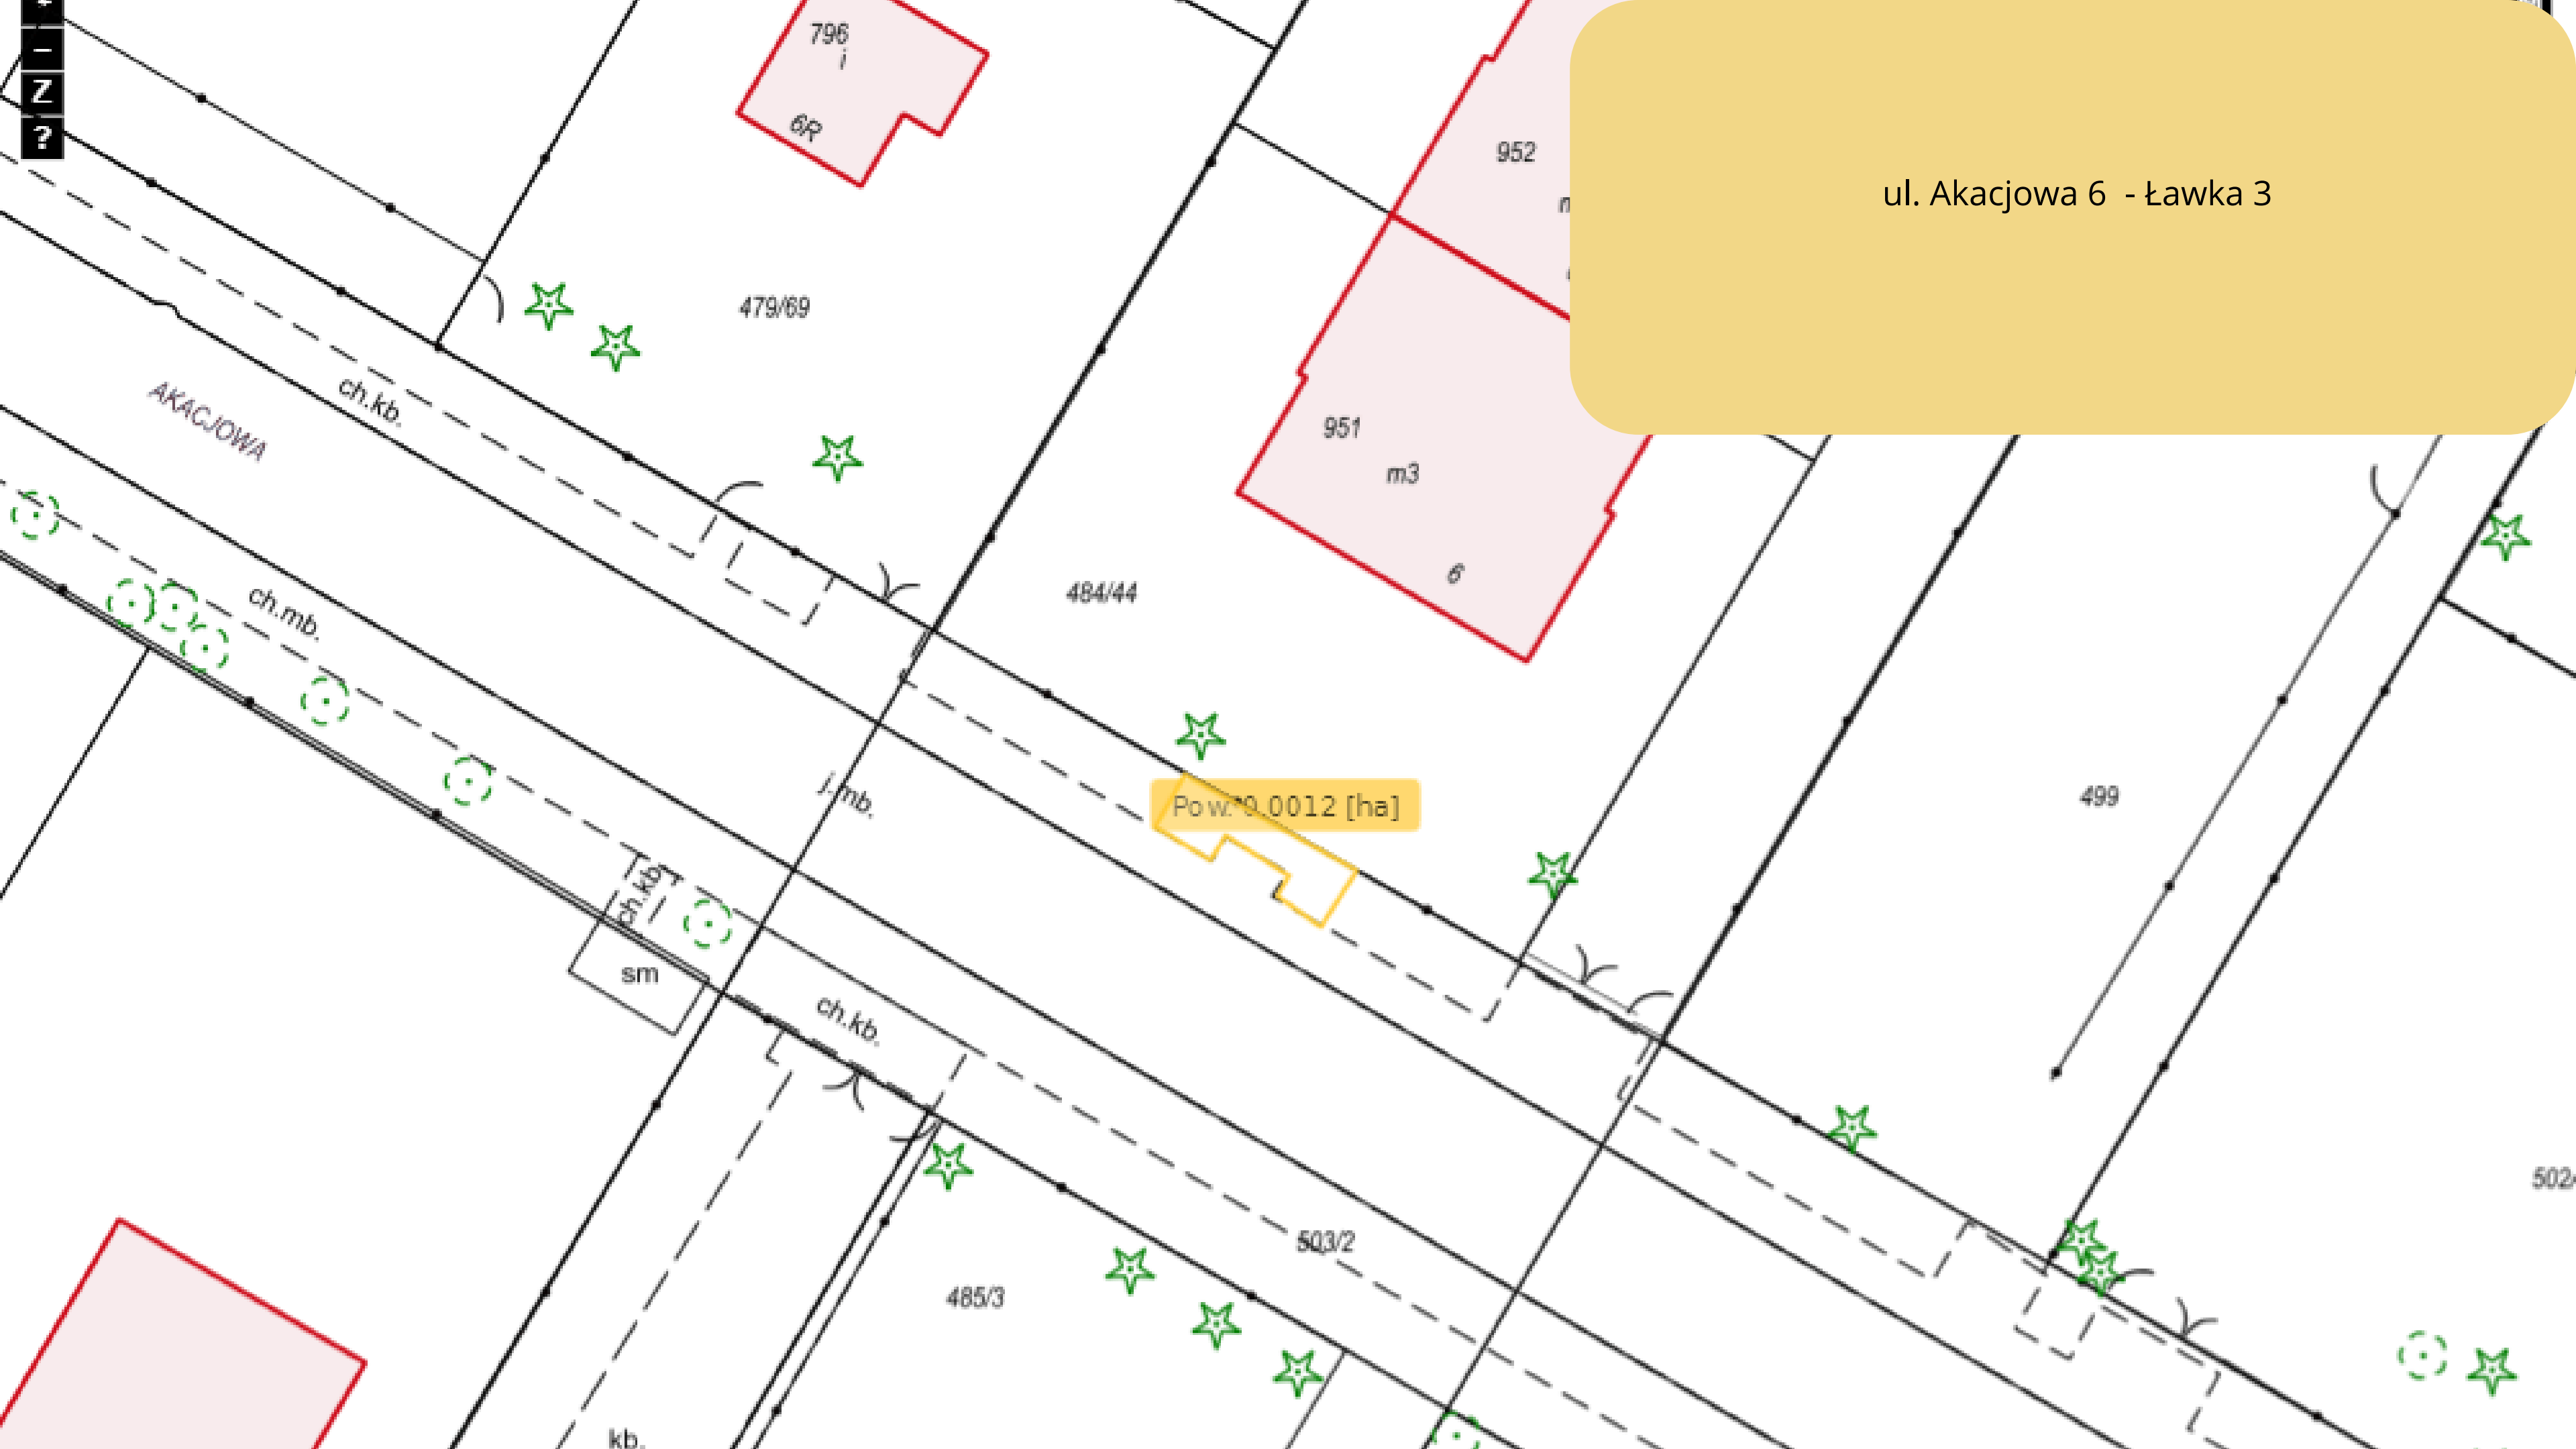 –
Z
?
796
i
6R
952
ul. Akacjowa 6 - Ławka 3
479/69
ch.kb.
AKACJOWA
951
m3
6
484/44
ch.mb.
j.mb.
Pow.: 0.0012 [ha]
499
ch.kb
sm
ch.kb.
502/
503/2
485/3
kb.